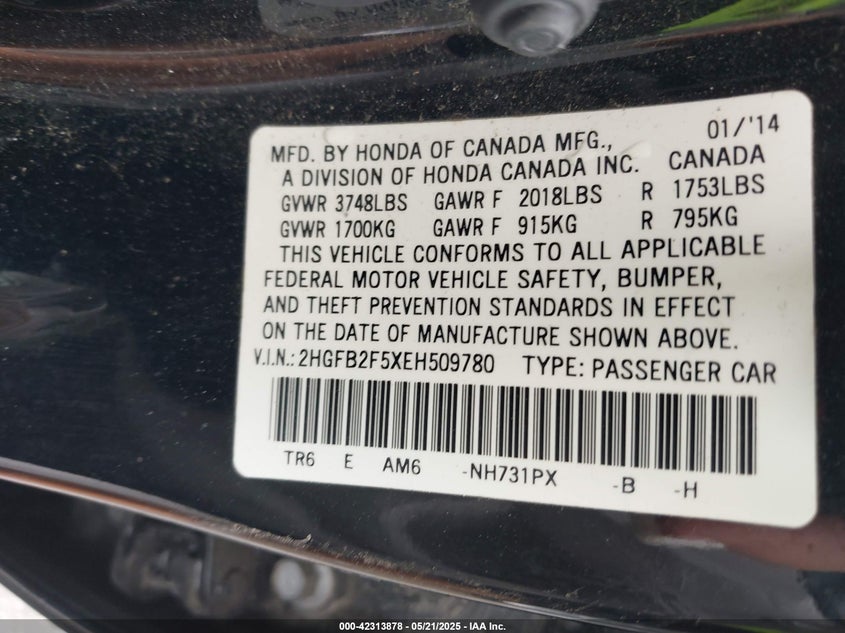 01/'14
MFD. BY HONDA OF CANADA MFG.,
A DIVISION OF HONDA CANADA INC. CANADA
GVWR 3748LBS GAWR F 2018LBS R 1753LBS
GVWR 1700KG GAWR F 915KG R 795KG
THIS VEHICLE CONFORMS TO ALL APPLICABLE
FEDERAL MOTOR VEHICLE SAFETY, BUMPER,
AND THEFT PREVENTION STANDARDS IN EFFECT
ON THE DATE OF MANUFACTURE SHOWN ABOVE.
V.I.N.: 2HGFB2F5XEH509780 TYPE: PASSENGER CAR
TR6 E AM6 -NH731PX -B -H
000-42313878 - 05/21/2025 - IAA Inc.